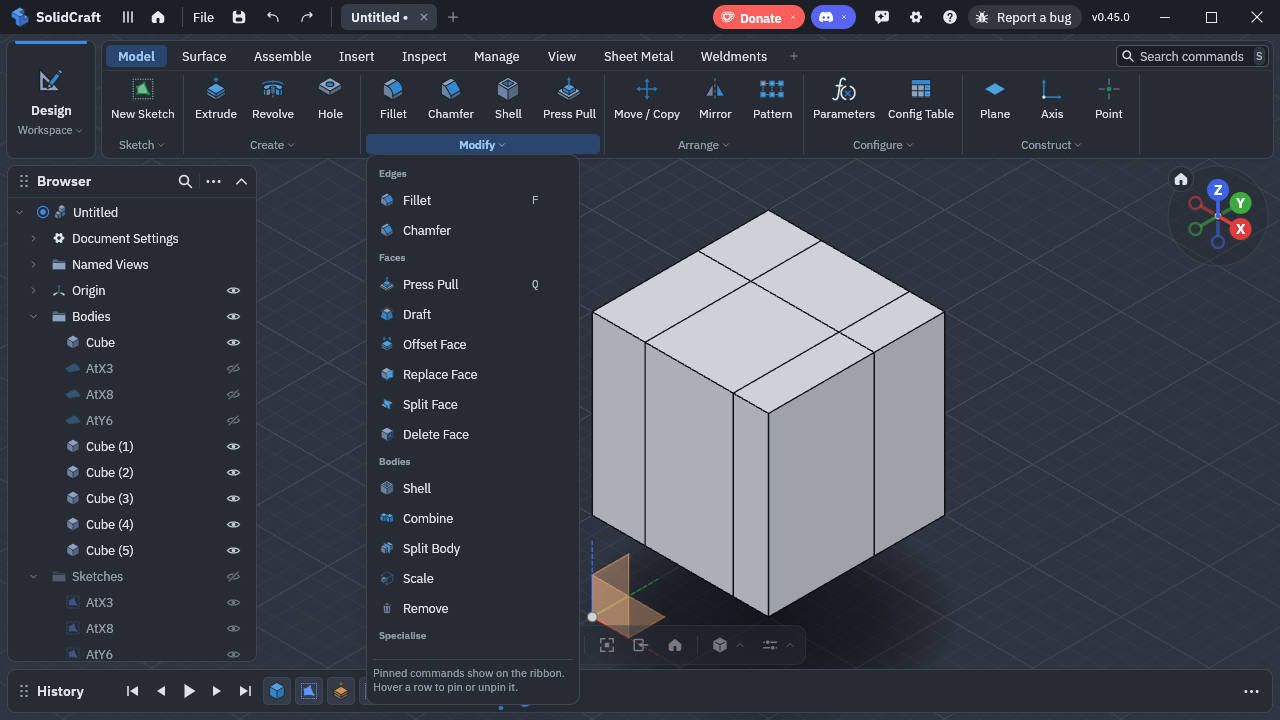 SolidCraft
File
Untitled •
Donate
Report a bug
v0.45.0
Design
Workspace
Model
Surface
Assemble
Insert
Inspect
Manage
View
Sheet Metal
Weldments
Search commands
S
New Sketch
Extrude
Revolve
Hole
Fillet
Chamfer
Shell
Press Pull
Move / Copy
Mirror
Pattern
Parameters
Config Table
Plane
Axis
Point
Sketch
Create
Modify
Arrange
Configure
Construct
Browser
Untitled
Document Settings
Named Views
Origin
Bodies
Cube
AtX3
AtX8
AtY6
Cube (1)
Cube (2)
Cube (3)
Cube (4)
Cube (5)
Sketches
AtX3
AtX8
AtY6
Edges
Fillet F
Chamfer
Faces
Press Pull Q
Draft
Offset Face
Replace Face
Split Face
Delete Face
Bodies
Shell
Combine
Split Body
Scale
Remove
Specialise
Pinned commands show on the ribbon.
Hover a row to pin or unpin it.
Z
Y
X
History